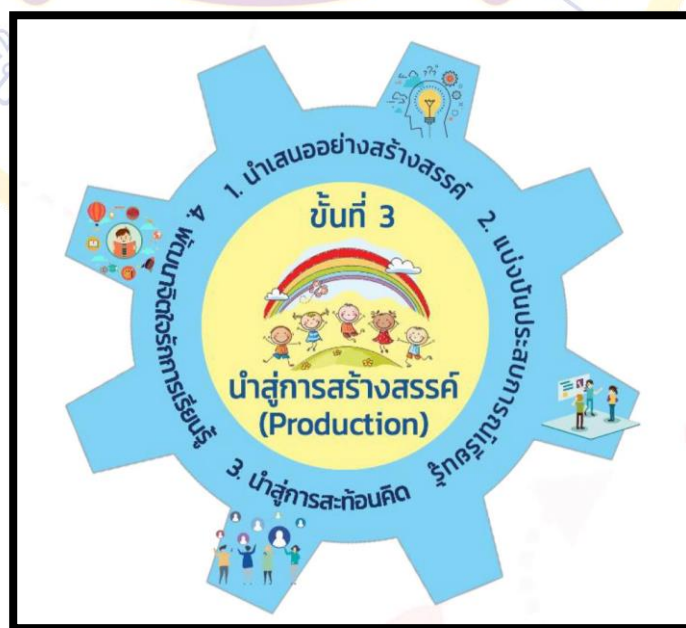 ขั้นที่ 3
นำสู่การสร้างสรรค์
(Production)
1. นำเสนออย่างสร้างสรรค์
2. แบ่งปันประสบการณ์เรียนรู้
3. นำสู่การสะท้อนคิด
4. พัฒนาจิตใจรักการเรียนรู้